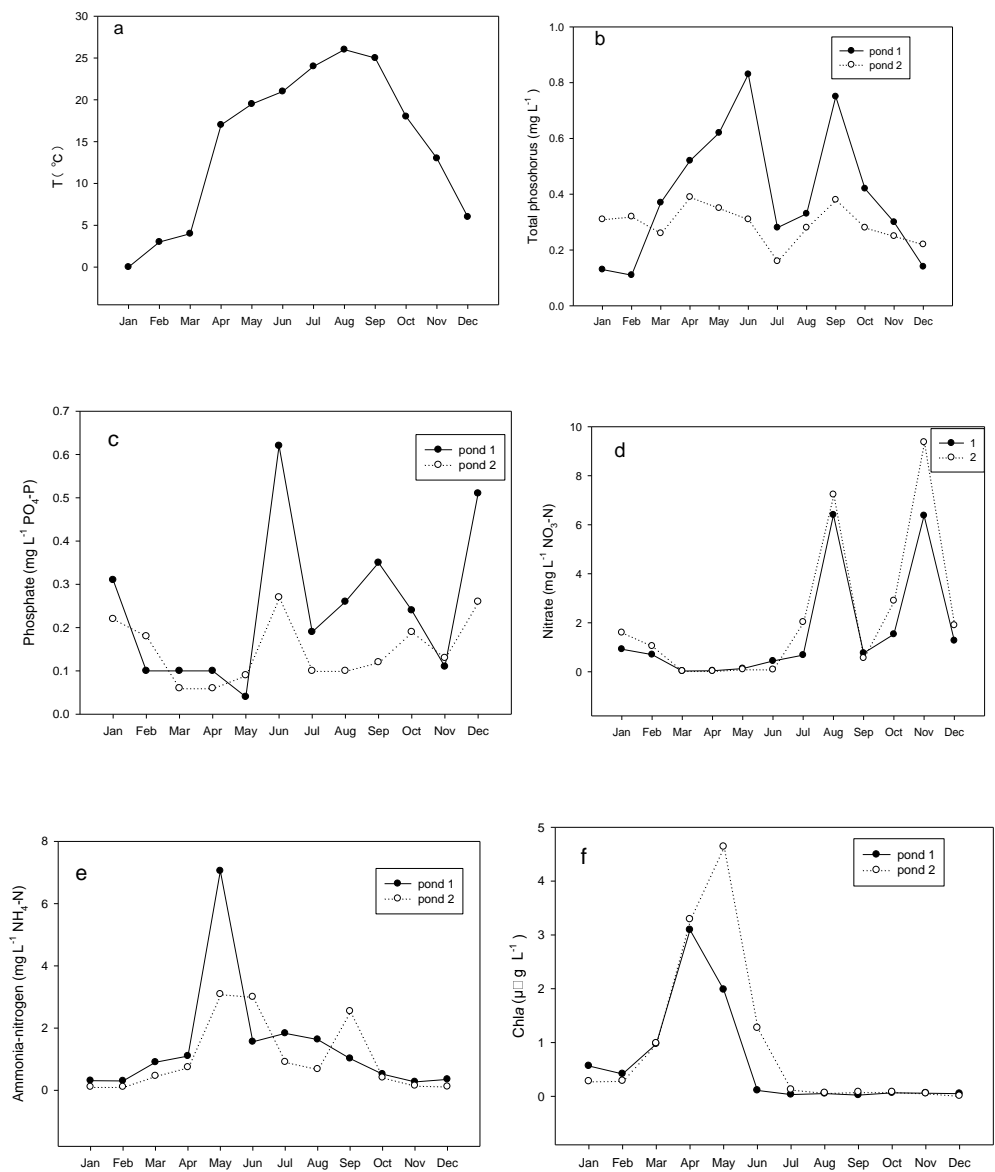 a
30
25
20
15
10
5
0
T ( °C )
Jan Feb Mar Apr May Jun Jul Aug Sep Oct Nov Dec
b
1.0
0.8
0.6
0.4
0.2
0.0
Total phosohorus (mg L-1 )
pond 1
pond 2
Jan Feb Mar Apr May Jun Jul Aug Sep Oct Nov Dec
c
0.7
0.6
0.5
0.4
0.3
0.2
0.1
0.0
Phosphate (mg L-1 PO4-P)
pond 1
pond 2
Jan Feb Mar Apr May Jun Jul Aug Sep Oct Nov Dec
d
10
8
6
4
2
0
Nitrate (mg L-1 NO3-N)
1
2
Jan Feb Mar Apr May Jun Jul Aug Sep Oct Nov Dec
e
8
6
4
2
0
Ammonia-nitrogen (mg L-1 NH4-N)
pond 1
pond 2
Jan Feb Mar Apr May Jun Jul Aug Sep Oct Nov Dec
f
5
4
3
2
1
0
Chla (μ□ g L-1 )
pond 1
pond 2
Jan Feb Mar Apr May Jun Jul Aug Sep Oct Nov Dec